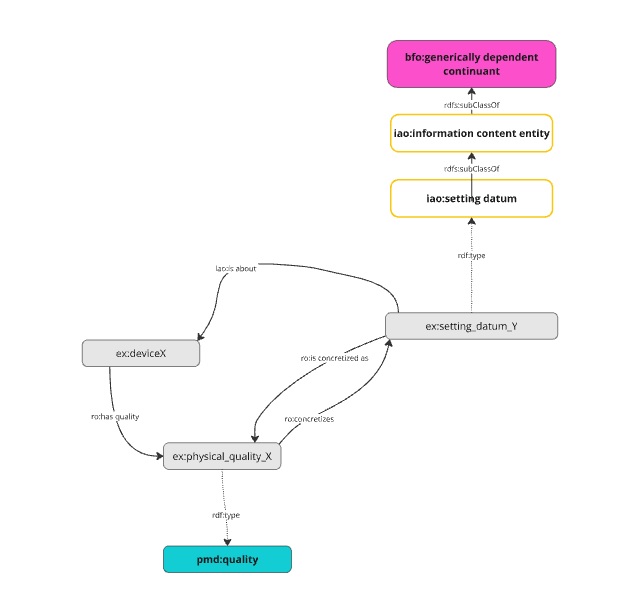 bfo:generically dependent
continuant
rdfs:subClassOf
iao:information content entity
rdfs:subClassOf
iao:setting datum
rdf:type
iao:is about
ex:setting_datum_Y
ex:deviceX
ro:is concretized as
ro:has quality
ro:concretizes
ex:physical_quality_X
rdf:type
pmd:quality